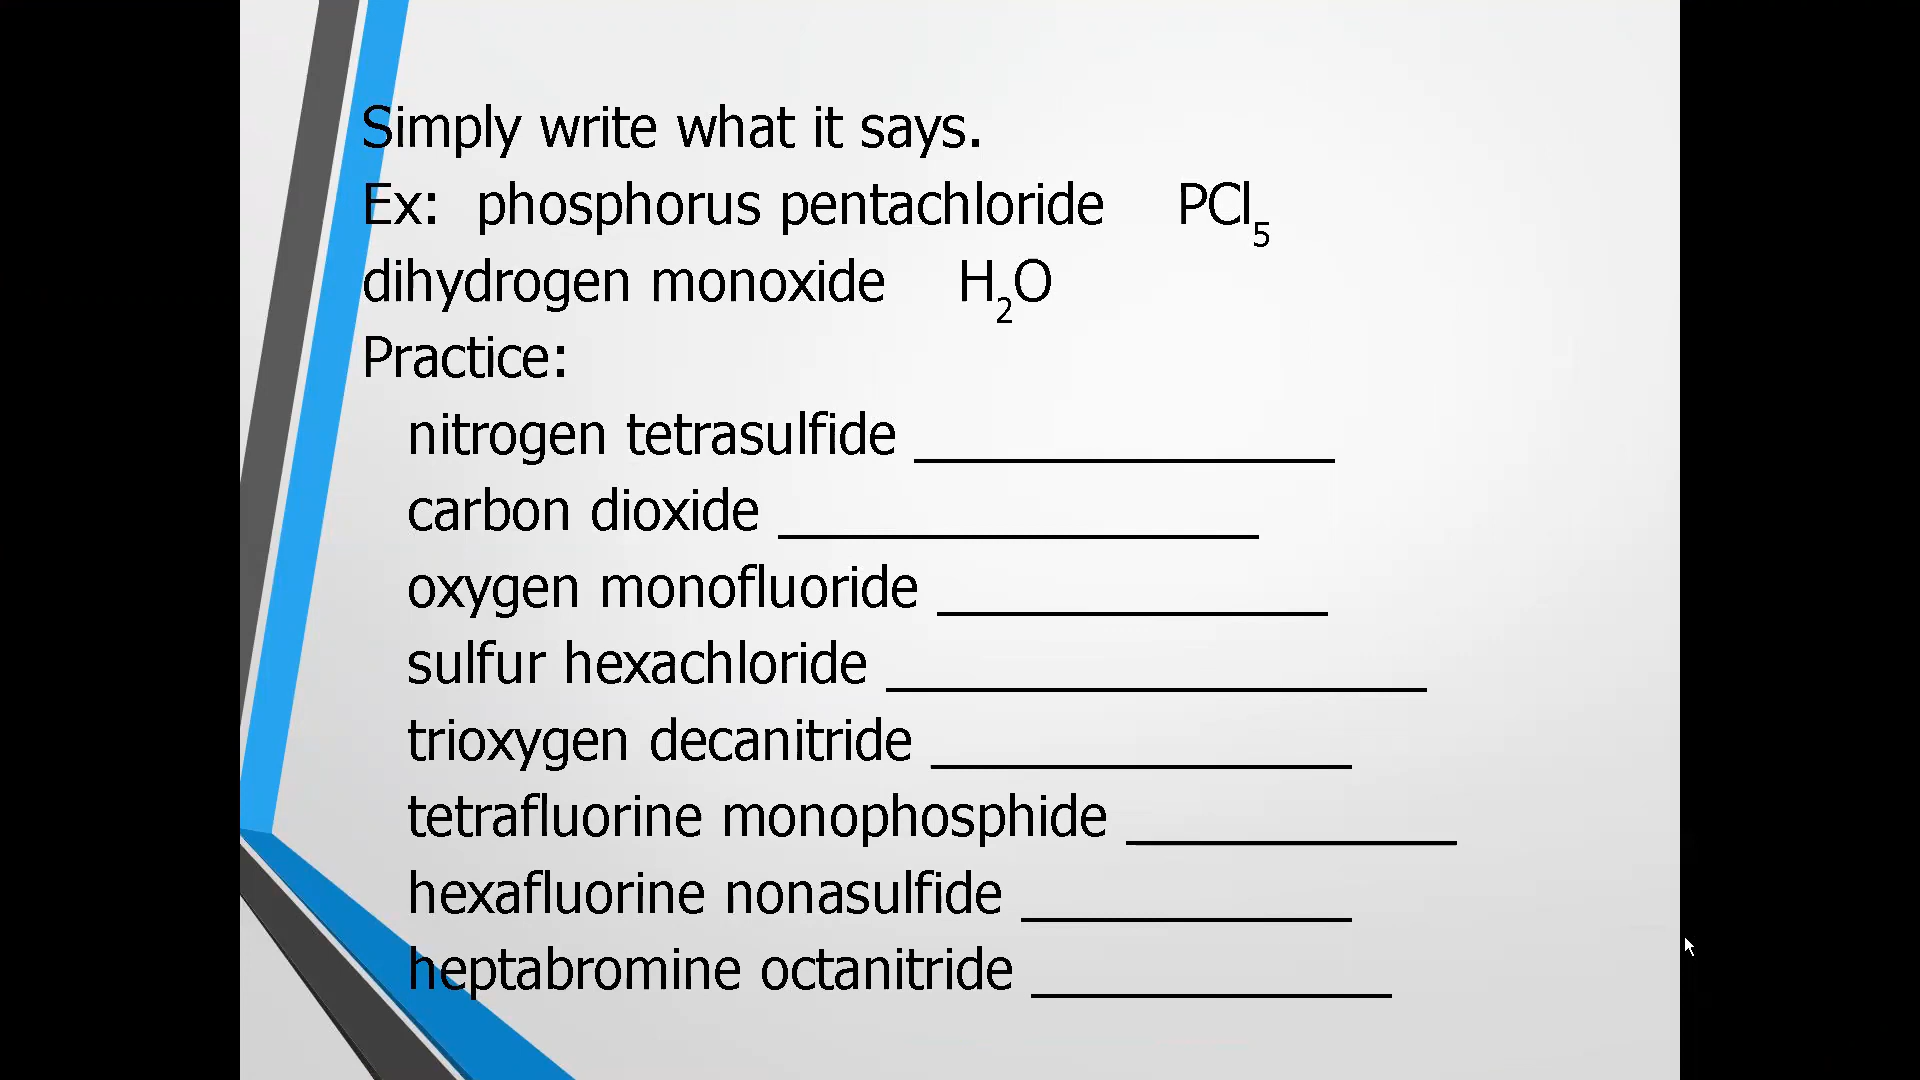 Simply write what it says.
Ex: phosphorus pentachloride PCl₅
dihydrogen monoxide H₂O
Practice:
nitrogen tetrasulfide _______________
carbon dioxide ________________
oxygen monofluoride _____________
sulfur hexachloride __________________
trioxygen decanitride ______________
tetrafluorine monophosphide ___________
hexafluorine nonasulfide ___________
heptabromine octanitride ____________